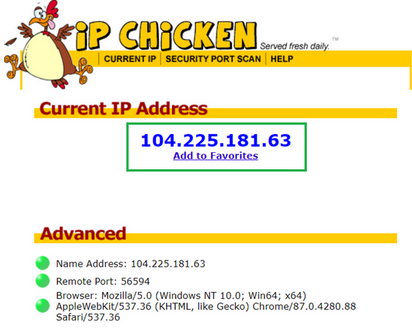 iP CHiCKEN
Served fresh daily. ™
CURRENT IP | SECURITY PORT SCAN | HELP
Current IP Address
104.225.181.63
Add to Favorites
Advanced
Name Address: 104.225.181.63
Remote Port: 56594
Browser: Mozilla/5.0 (Windows NT 10.0; Win64; x64)
AppleWebKit/537.36 (KHTML, like Gecko) Chrome/87.0.4280.88
Safari/537.36